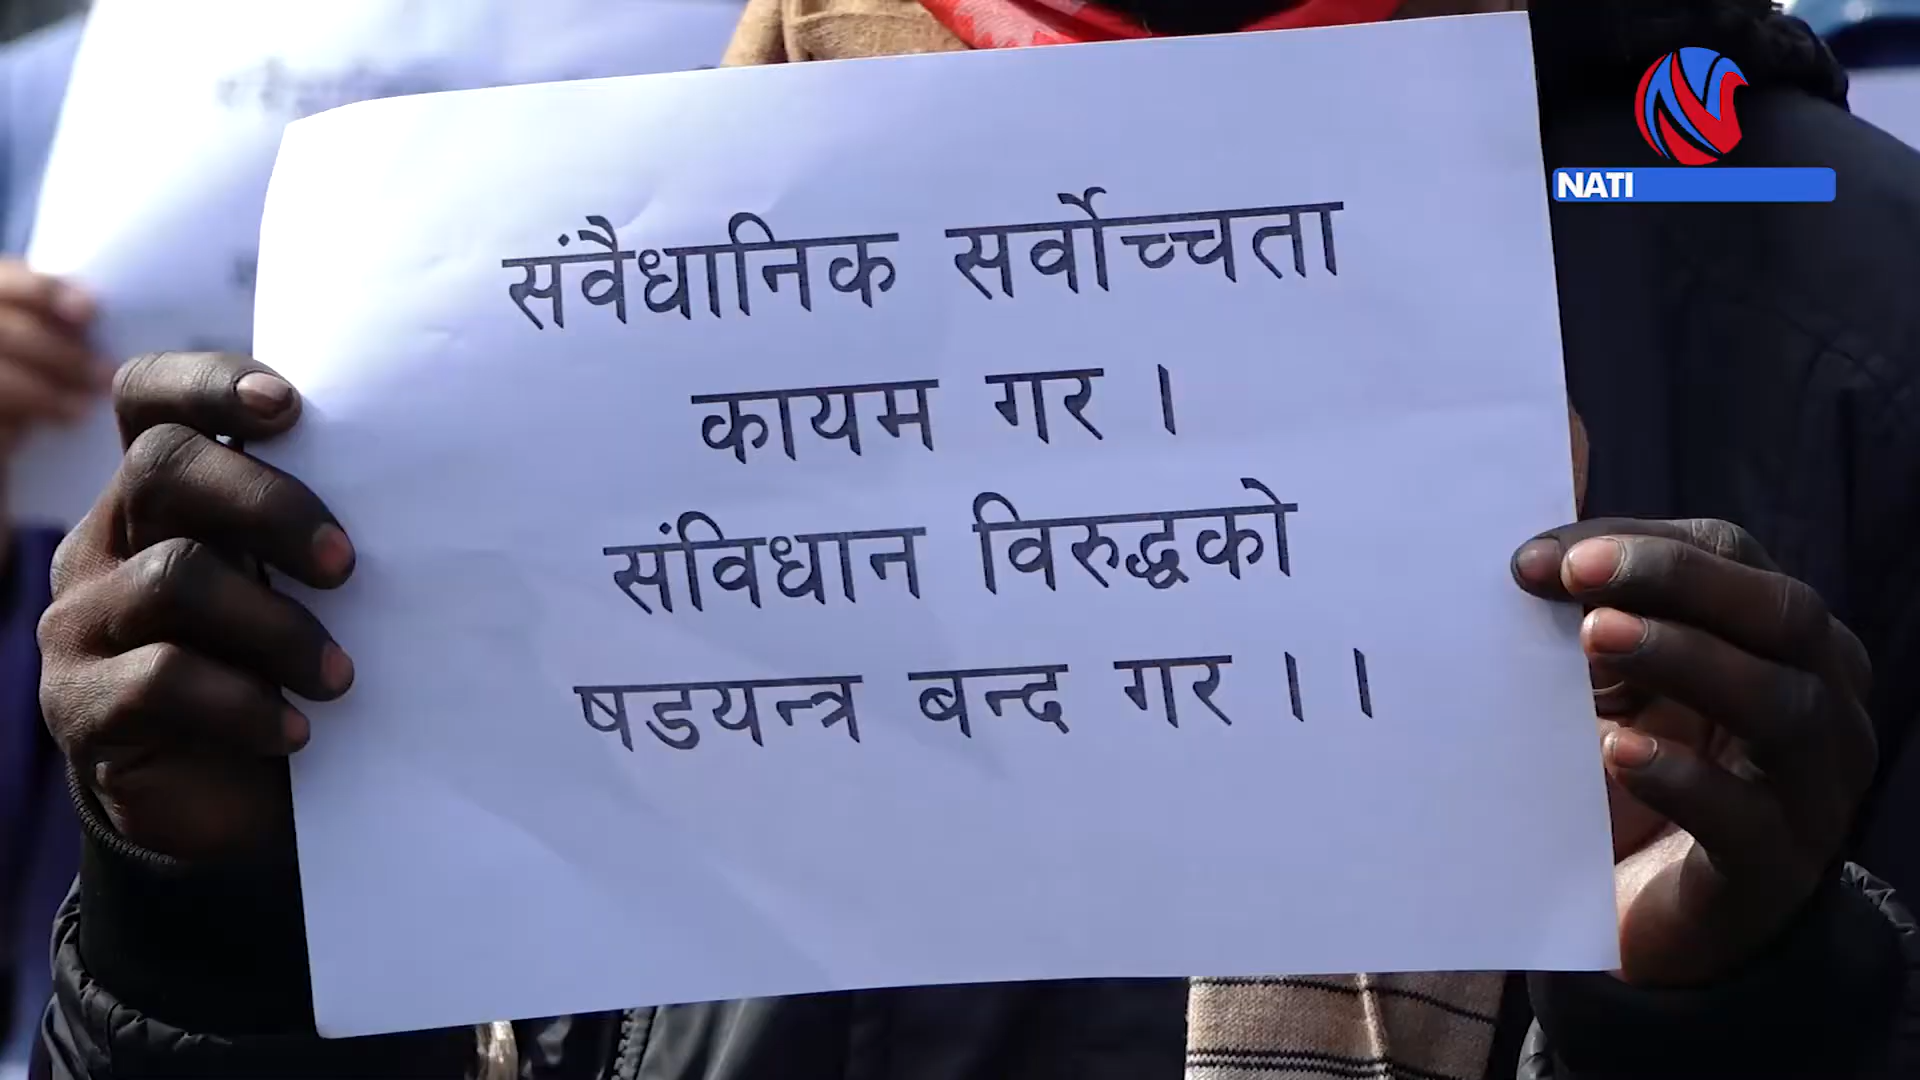 संवैधानिक सर्वोच्चता
कायम गर ।
संविधान विरुद्धको
षडयन्त्र बन्द गर । ।
NATI